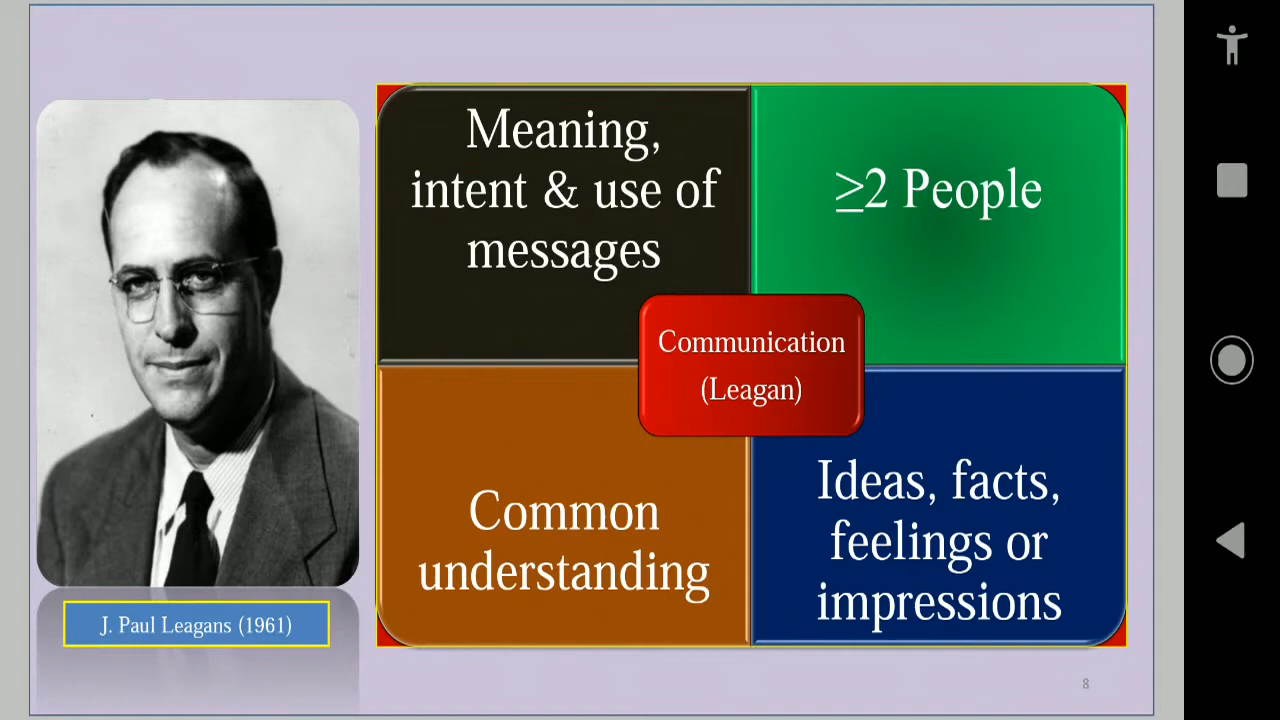 Meaning,
intent & use of
messages
≥2 People
Communication
(Leagan)
Common
understanding
Ideas, facts,
feelings or
impressions
J. Paul Leagans (1961)
8